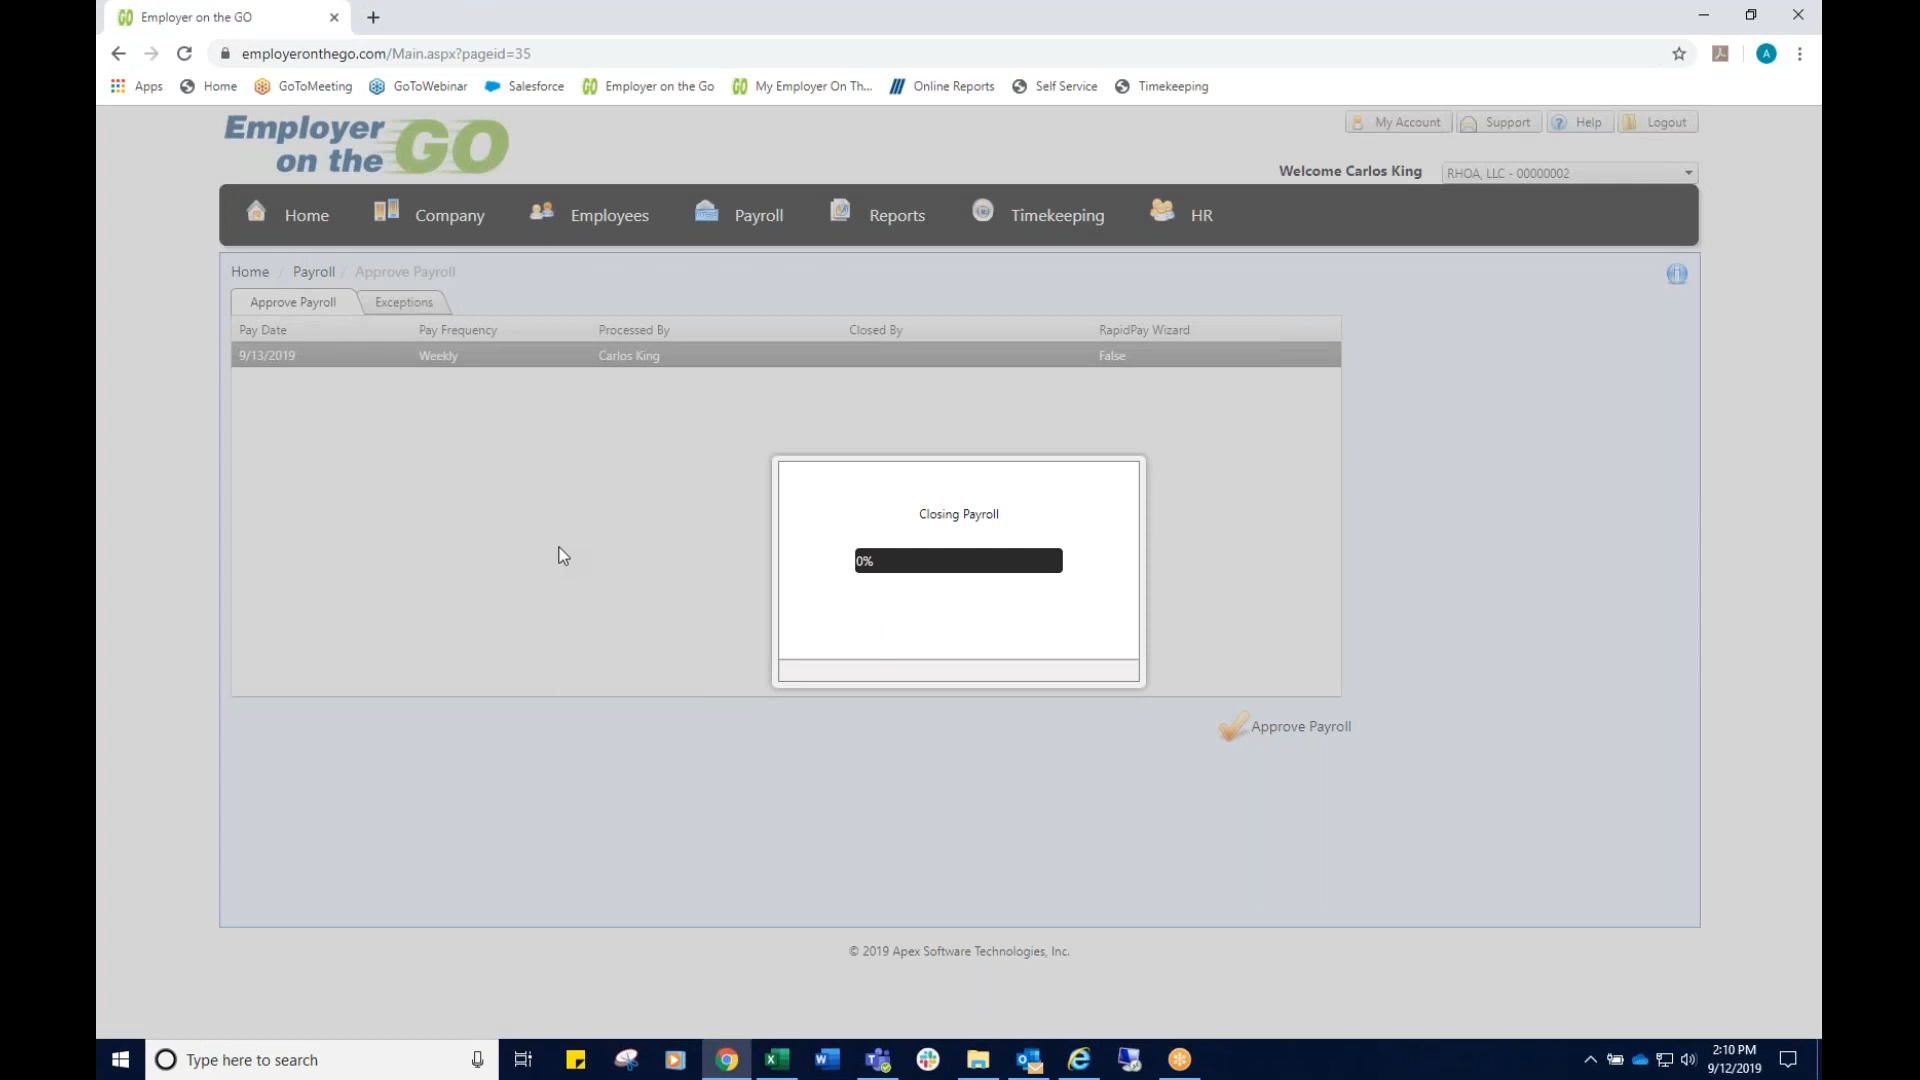 Employer on the GO
employeronthego.com/Main.aspx?pageid=35
A
Apps Home GoToMeeting GoToWebinar Salesforce Employer on the Go My Employer On Th... Online Reports Self Service Timekeeping
Employer
on the GO
My Account Support Help Logout
Welcome Carlos King RHOA, LLC - 00000002
Home Company Employees Payroll Reports Timekeeping HR
Home / Payroll / Approve Payroll
Approve Payroll Exceptions
Pay Date Pay Frequency Processed By Closed By RapidPay Wizard
9/13/2019 Weekly Carlos King False
Closing Payroll
0%
Approve Payroll
© 2019 Apex Software Technologies, Inc.
Type here to search
2:10 PM
9/12/2019